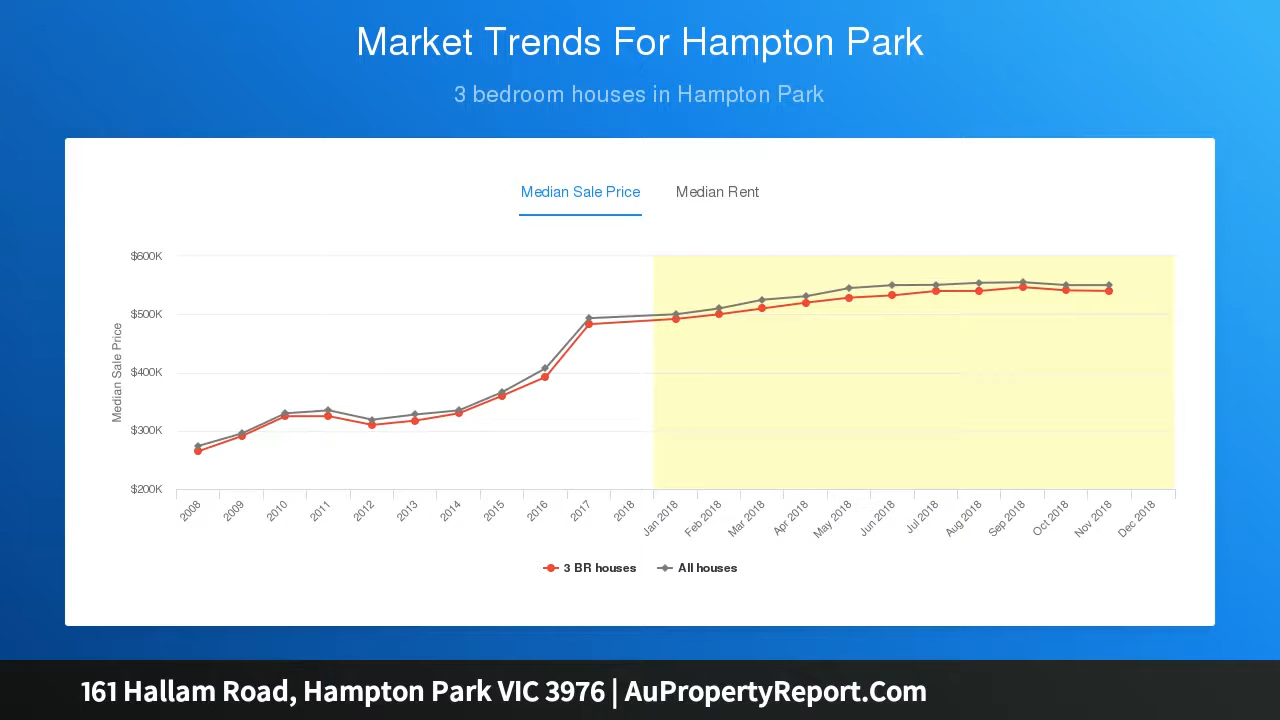 Market Trends For Hampton Park
3 bedroom houses in Hampton Park
Median Sale Price Median Rent
Median Sale Price
$600K
$500K
$400K
$300K
$200K
2008 2009 2010 2011 2012 2013 2014 2015 2016 2017 2018 Jan 2018 Feb 2018 Mar 2018 Apr 2018 May 2018 Jun 2018 Jul 2018 Aug 2018 Sep 2018 Oct 2018 Nov 2018 Dec 2018
3 BR houses All houses
161 Hallam Road, Hampton Park VIC 3976 | AuPropertyReport.Com